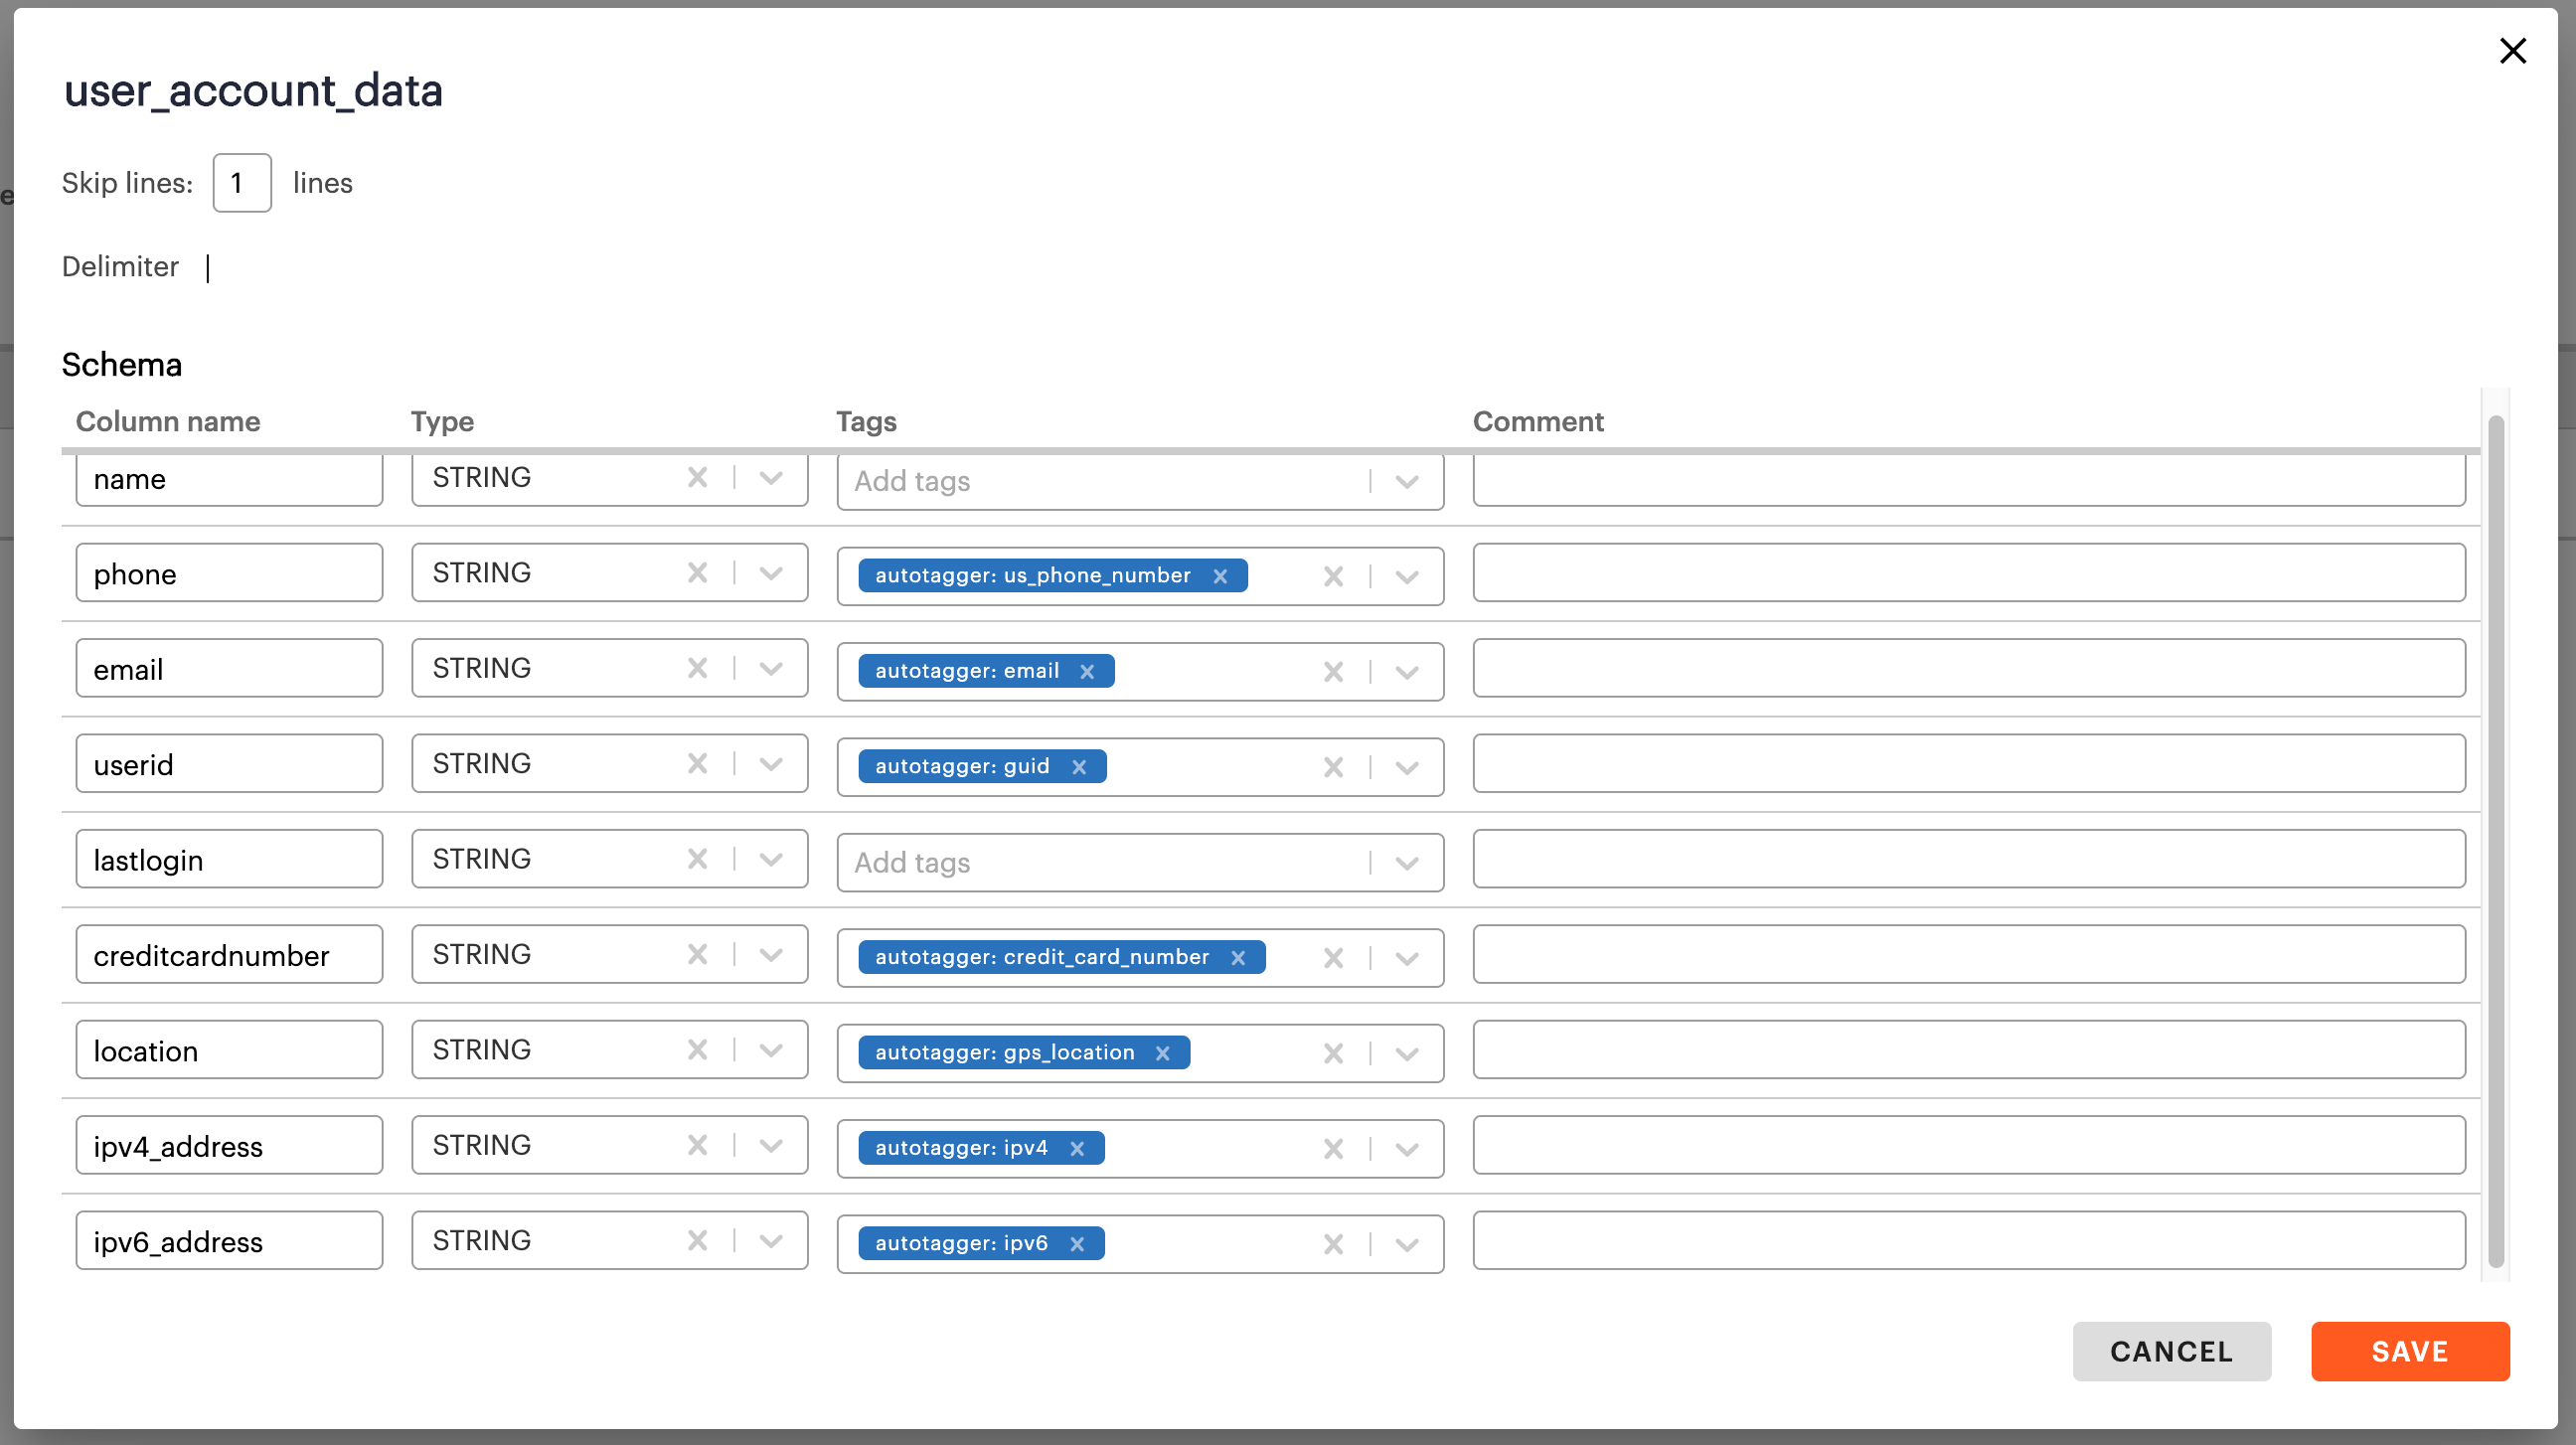 user_account_data
Skip lines: 1 lines
Delimiter |
Schema
Column name Type Tags Comment
name STRING Add tags
phone STRING autotagger: us_phone_number
email STRING autotagger: email
userid STRING autotagger: guid
lastlogin STRING Add tags
creditcardnumber STRING autotagger: credit_card_number
location STRING autotagger: gps_location
ipv4_address STRING autotagger: ipv4
ipv6_address STRING autotagger: ipv6
CANCEL SAVE